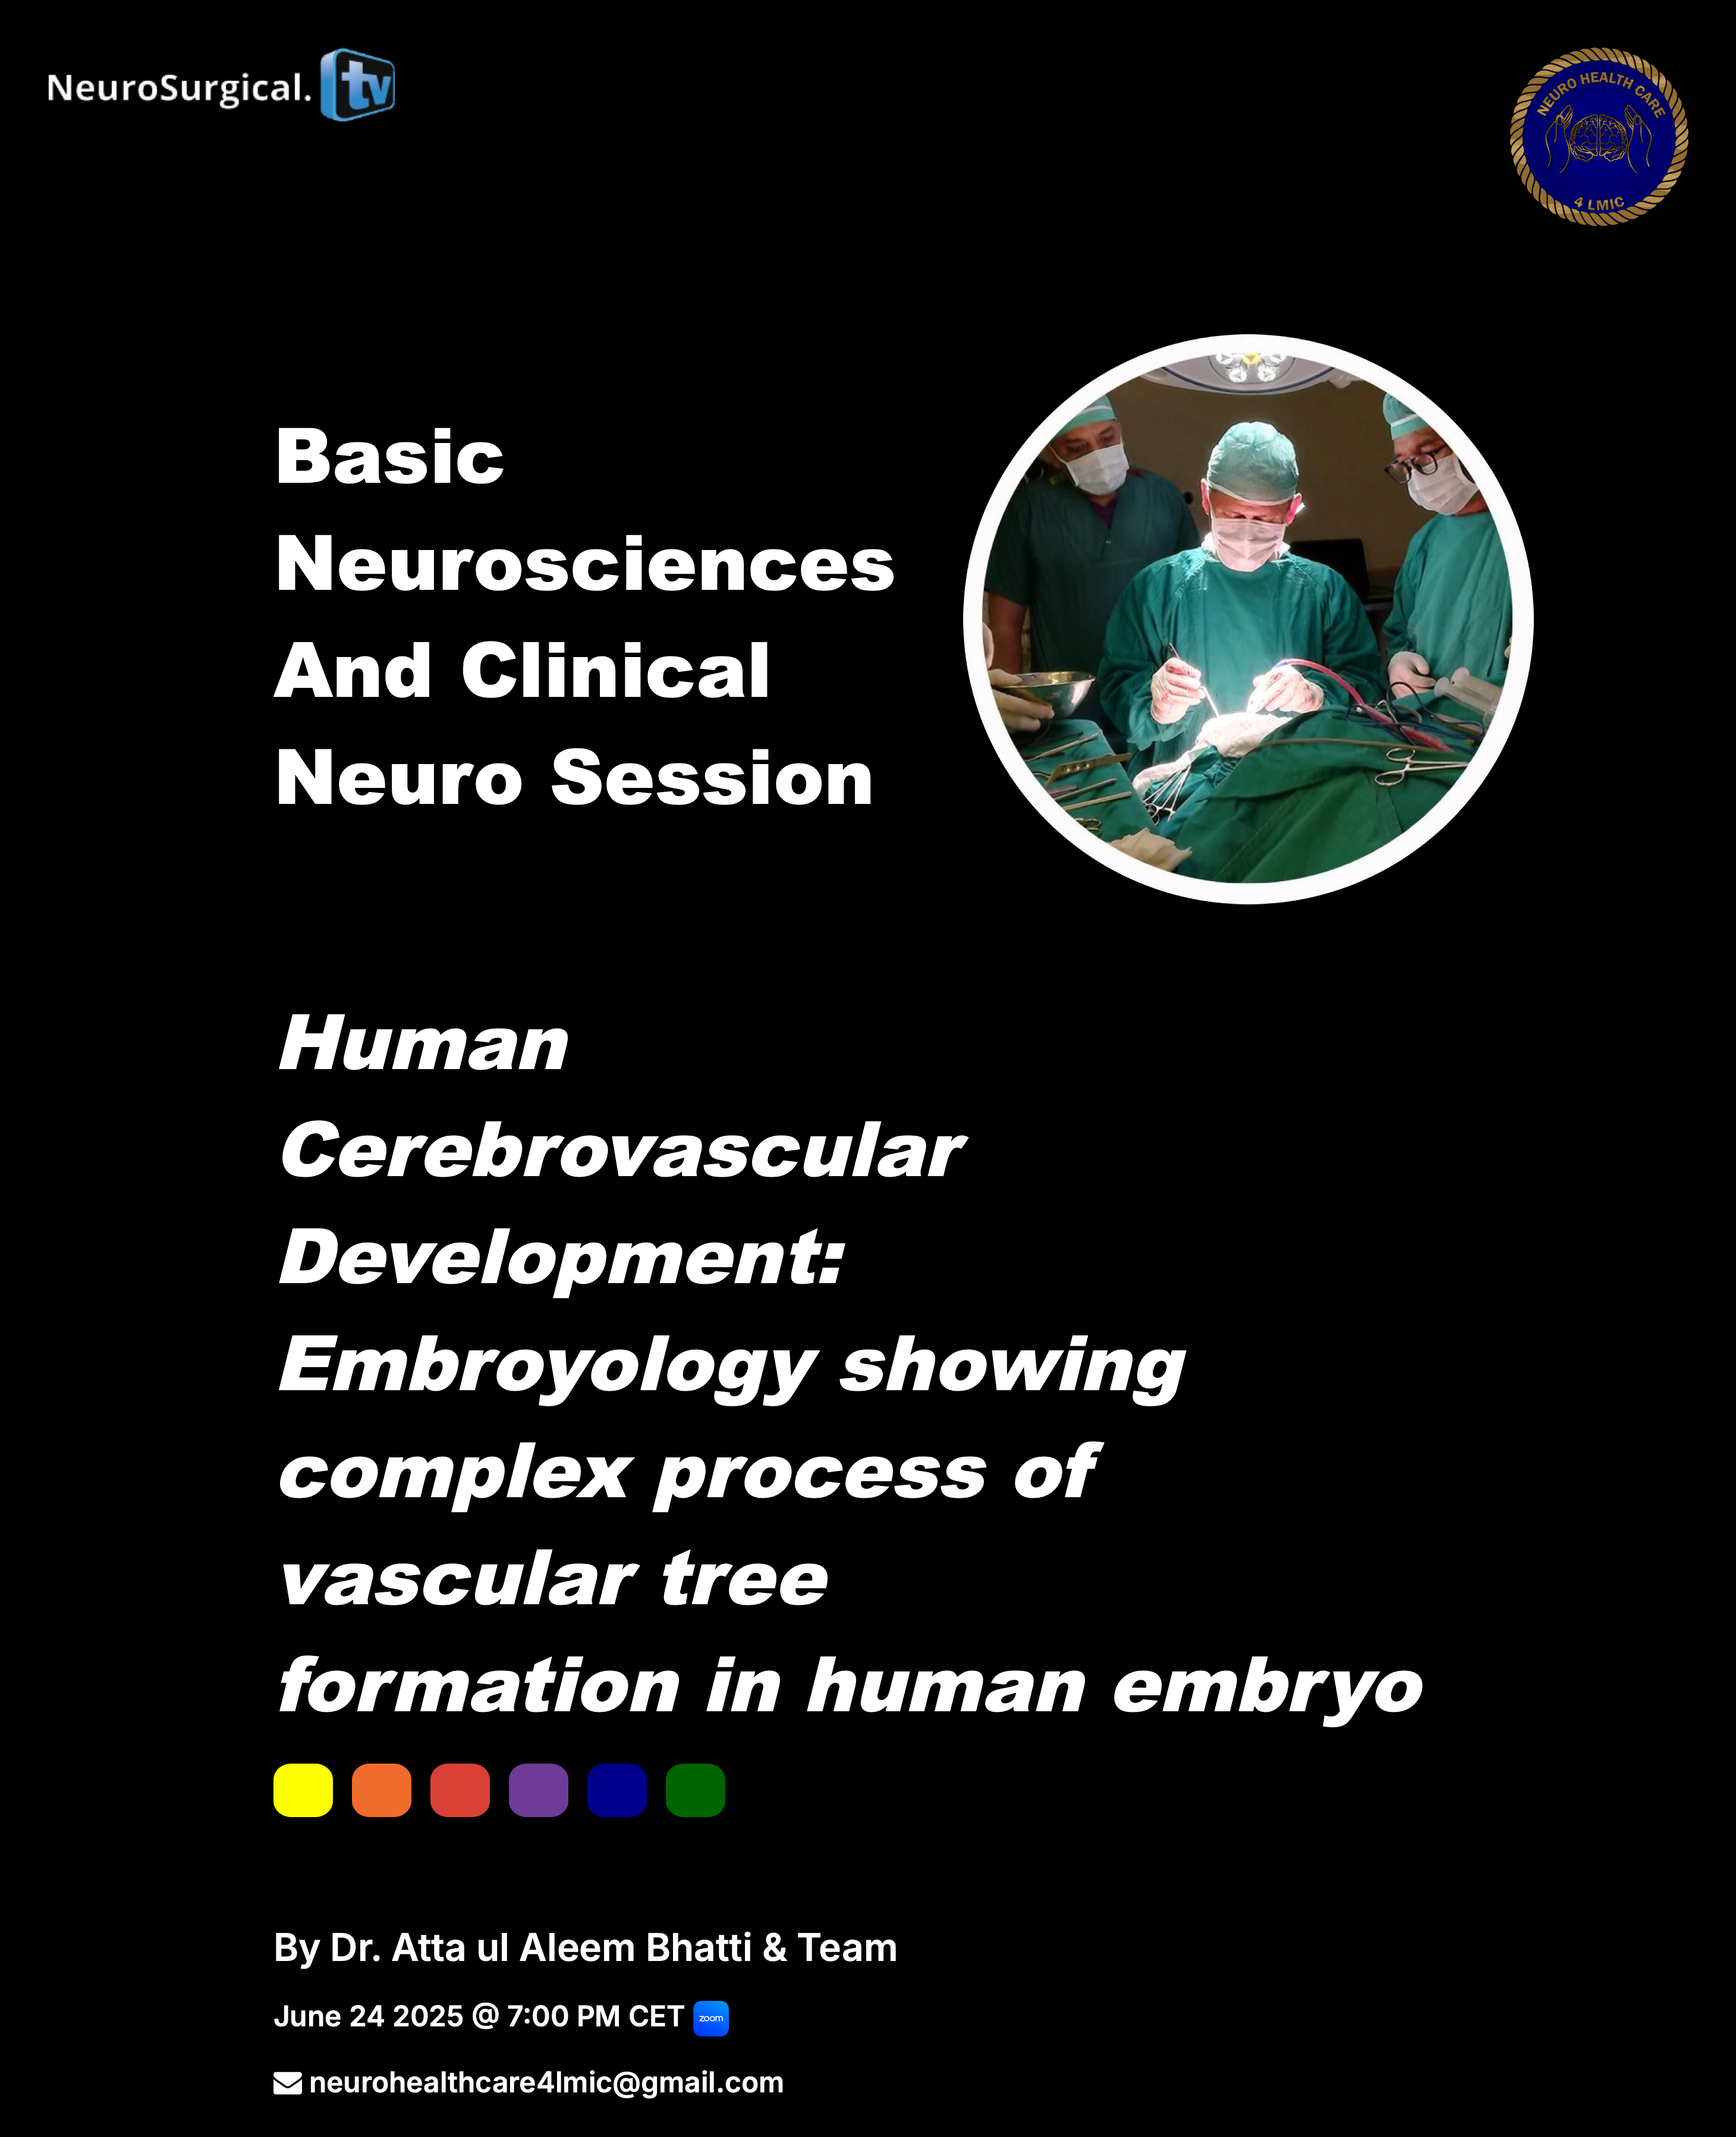 NeuroSurgical. tv
NEURO HEALTH CARE
4 LMIC
Basic
Neurosciences
And Clinical
Neuro Session
Human
Cerebrovascular
Development:
Embroyology showing
complex process of
vascular tree
formation in human embryo
By Dr. Atta ul Aleem Bhatti & Team
June 24 2025 @ 7:00 PM CET zoom
neurohealthcare4lmic@gmail.com